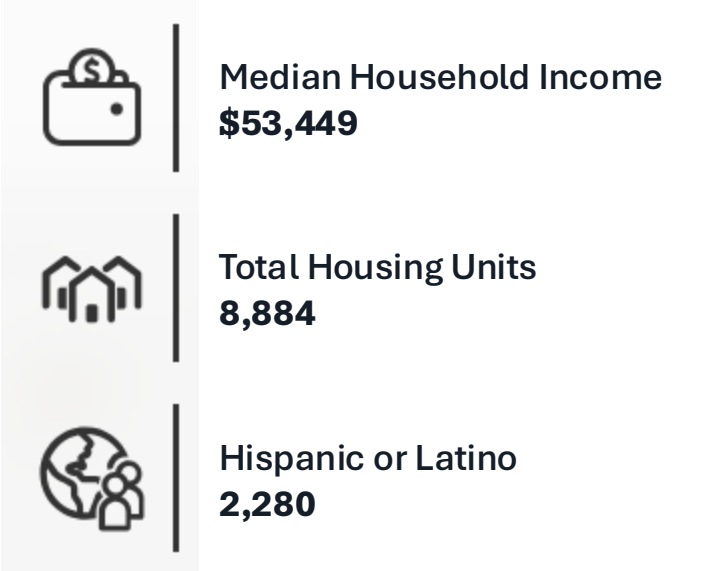 $
Median Household Income
$53,449
Total Housing Units
8,884
Hispanic or Latino
2,280